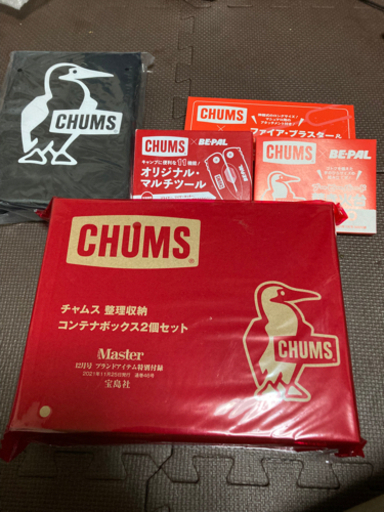 CHUMS
CHUMS
ファイア・ブラスター&
CHUMS × BE-PAL
キャンプに便利な11機能!
オリジナル・
マルチツール
CHUMS BE-PAL
CHUMS
チャムス 整理収納
コンテナボックス2個セット
Master
12月号 ブランドアイテム特別付録
2021年11月25日発行 通巻46号
宝島社
CHUMS